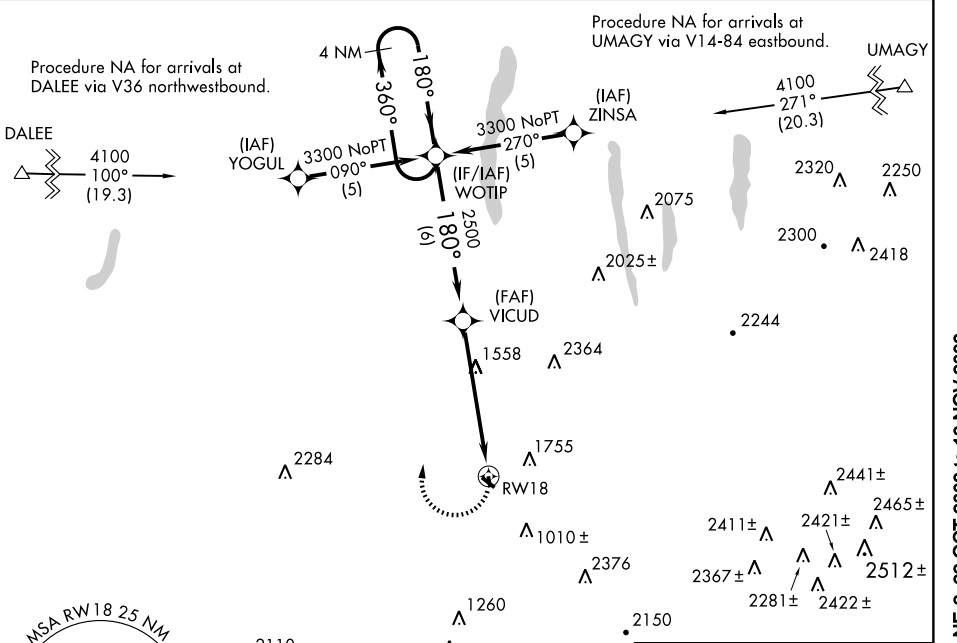 Procedure NA for arrivals at
UMAGY via V14-84 eastbound.
UMAGY
4100
271°
(20.3)
Procedure NA for arrivals at
DALEE via V36 northwestbound.
DALEE
4100
100°
(19.3)
4 NM
360°
180°
(IAF)
YOGUL
3300 NoPT
090°
(5)
(IAF)
ZINSA
3300 NoPT
270°
(5)
(IF/IAF)
WOTIP
2500
180°
(6)
2320
2250
2075
2300
2418
2025±
(FAF)
VICUD
2244
1558
2364
1755
2284
RW18
2441±
2465±
2411±
2421±
1010±
2512±
2376
2367±
2281±
2422±
1260
2150
MSA RW18 25 NM